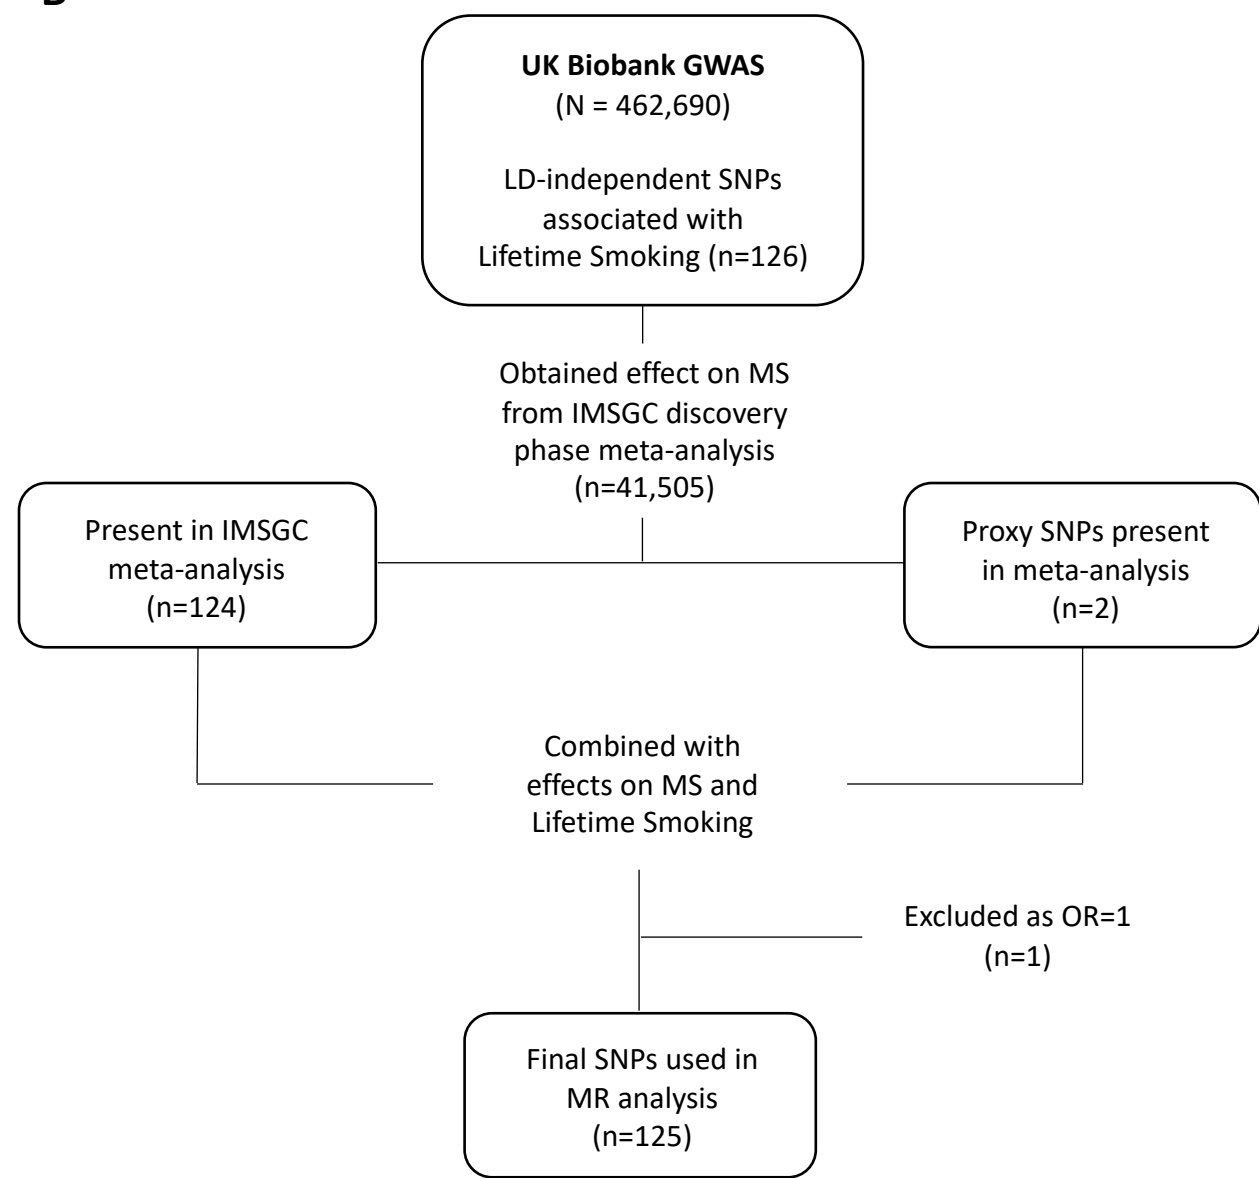 UK Biobank GWAS
(N = 462,690)
LD-independent SNPs
associated with
Lifetime Smoking (n=126)
Obtained effect on MS
from IMSGC discovery
phase meta-analysis
(n=41,505)
Present in IMSGC
meta-analysis
(n=124)
Proxy SNPs present
in meta-analysis
(n=2)
Combined with
effects on MS and
Lifetime Smoking
Excluded as OR=1
(n=1)
Final SNPs used in
MR analysis
(n=125)